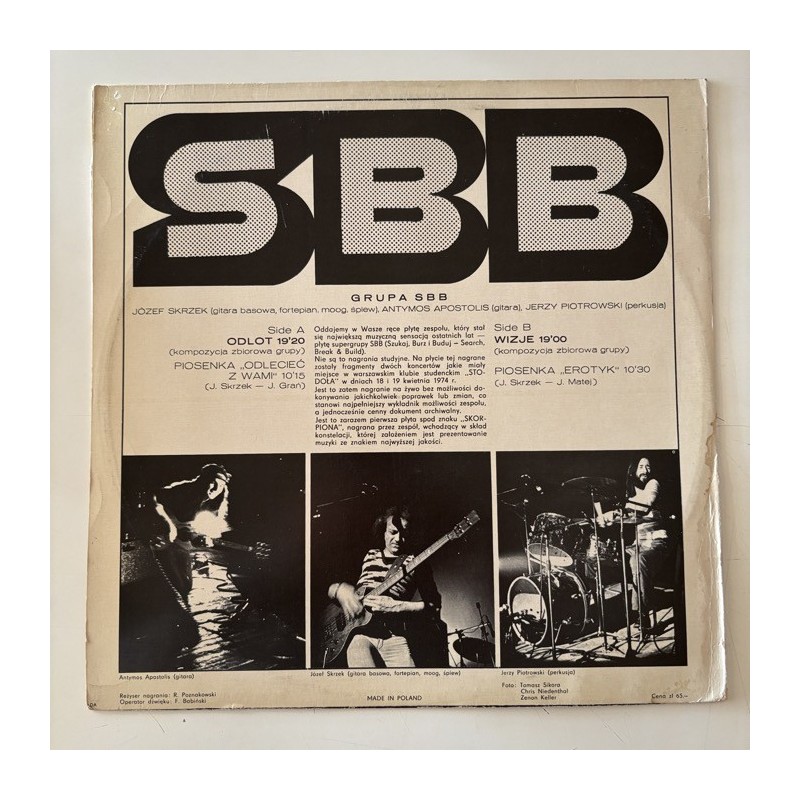 SBB
GRUPA SBB
JÓZEF SKRZEK (gitara basowa, fortepian, moog, śpiew), ANTYMOS APOSTOLIS (gitara), JERZY PIOTROWSKI (perkusja)
Side A
ODLOT 19'20
(kompozycja zbiorowa grupy)
PIOSENKA „ODLECIEĆ
Z WAMI" 10'15
(J. Skrzek — J. Grań)
Oddajemy w Wasze ręce płytę zespołu, który stał
się największą muzyczną sensacją ostatnich lat —
płytę supergrupy SBB (Szukaj, Burz i Buduj – Search,
Break & Build).
Nie są to nagrania studyjne. Na płycie tej nagrane
zostały fragmenty dwóch koncertów jakie miały
miejsce w warszawskim klubie studenckim „STO-
DOŁA" w dniach 18 i 19 kwietnia 1974 r.
Jest to zatem nagranie na żywo bez możliwości do-
konywania jakichkolwiek poprawek lub zmian, co
stanowi najpełniejszy wykładnik możliwości zespołu,
a jednocześnie cenny dokument archiwalny.
Jest to zarazem pierwsza płyta spod znaku „SKOR-
PIONA", nagrana przez zespół, wchodzący w skład
konstelacji, której założeniem jest prezentowanie
muzyki ze znakiem najwyższej jakości.
Side B
WIZJE 19'00
(kompozycja zbiorowa grupy)
PIOSENKA „EROTYK" 10'30
(J. Skrzek — J. Matej)
Antymos Apostolis (gitara)
Józef Skrzek (gitara basowa, fortepian, moog, śpiew)
Jerzy Piotrowski (perkusja)
Reżyser nagrania: R. Poznakowski
Operator dźwięku: F. Babiński
MADE IN POLAND
Foto: Tomasz Sikora
Chris Niedenthal
Zenon Keller
Cena zł 65,–